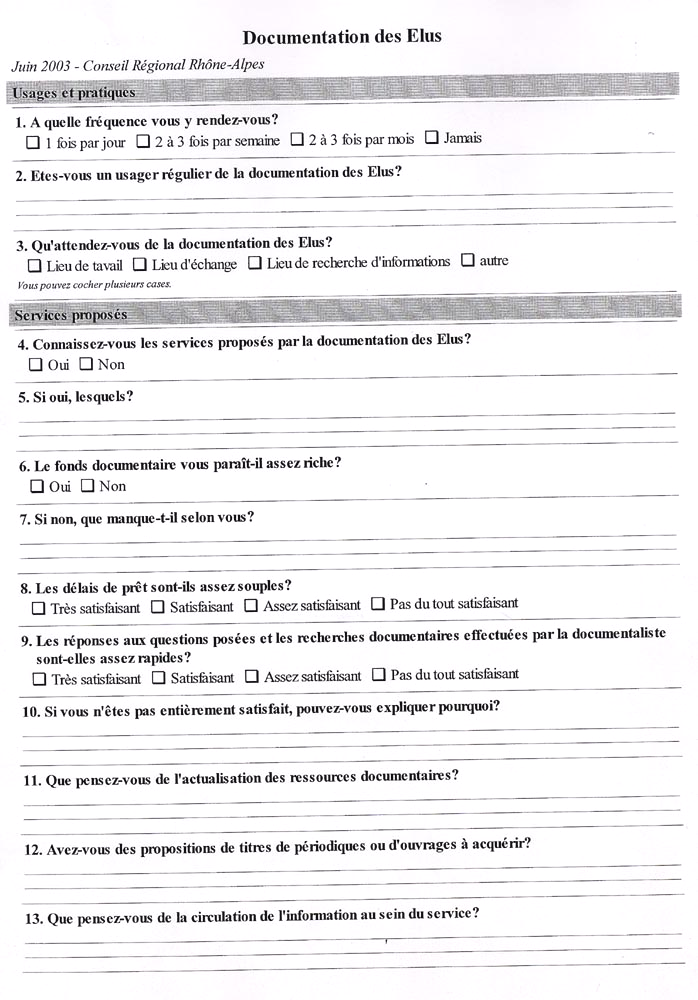 Documentation des Elus
Juin 2003 - Conseil Régional Rhône-Alpes
Usages et pratiques
1. A quelle fréquence vous y rendez-vous?
☐ 1 fois par jour ☐ 2 à 3 fois par semaine ☐ 2 à 3 fois par mois ☐ Jamais
2. Etes-vous un usager régulier de la documentation des Elus?
3. Qu'attendez-vous de la documentation des Elus?
☐ Lieu de tavail ☐ Lieu d'échange ☐ Lieu de recherche d'informations ☐ autre
Vous pouvez cocher plusieurs cases.
Services proposés
4. Connaissez-vous les services proposés par la documentation des Elus?
☐ Oui ☐ Non
5. Si oui, lesquels?
6. Le fonds documentaire vous paraît-il assez riche?
☐ Oui ☐ Non
7. Si non, que manque-t-il selon vous?
8. Les délais de prêt sont-ils assez souples?
☐ Très satisfaisant ☐ Satisfaisant ☐ Assez satisfaisant ☐ Pas du tout satisfaisant
9. Les réponses aux questions posées et les recherches documentaires effectuées par la documentaliste
sont-elles assez rapides?
☐ Très satisfaisant ☐ Satisfaisant ☐ Assez satisfaisant ☐ Pas du tout satisfaisant
10. Si vous n'êtes pas entièrement satisfait, pouvez-vous expliquer pourquoi?
11. Que pensez-vous de l'actualisation des ressources documentaires?
12. Avez-vous des propositions de titres de périodiques ou d'ouvrages à acquérir?
13. Que pensez-vous de la circulation de l'information au sein du service?